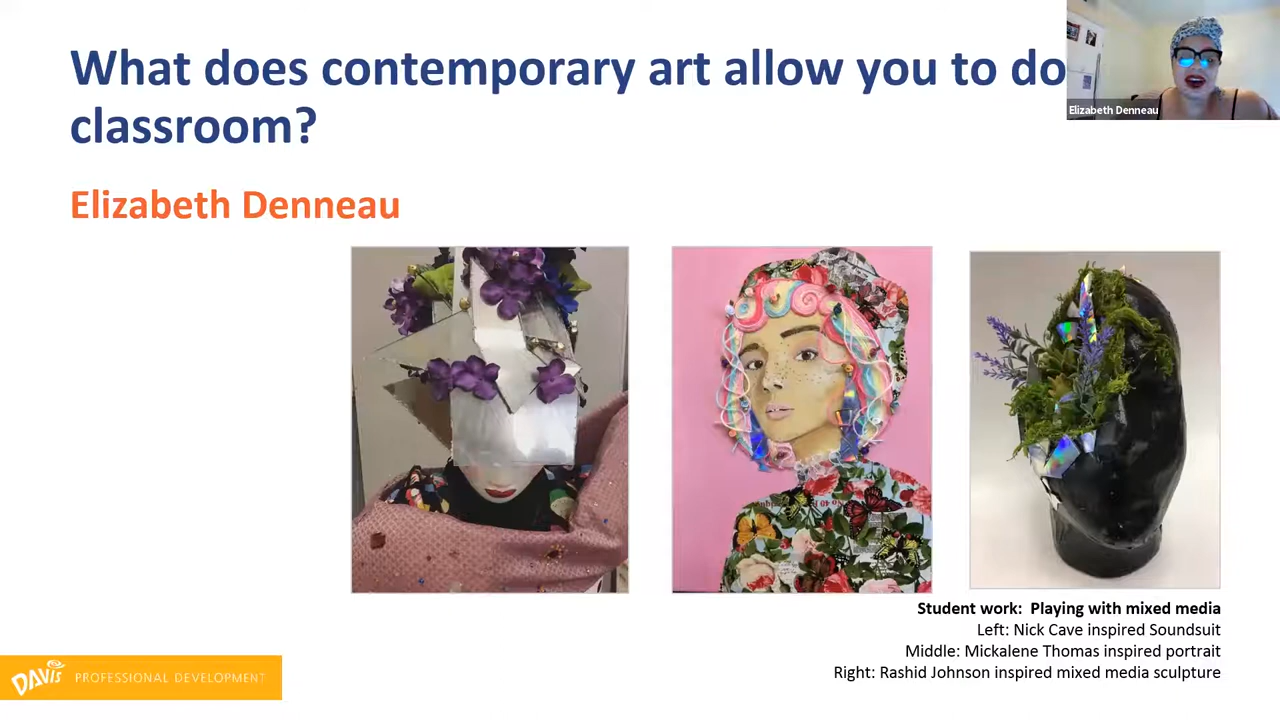 What does contemporary art allow you to do
classroom?
Elizabeth Denneau
Elizabeth Denneau
Student work: Playing with mixed media
Left: Nick Cave inspired Soundsuit
Middle: Mickalene Thomas inspired portrait
Right: Rashid Johnson inspired mixed media sculpture
DAVIS PROFESSIONAL DEVELOPMENT